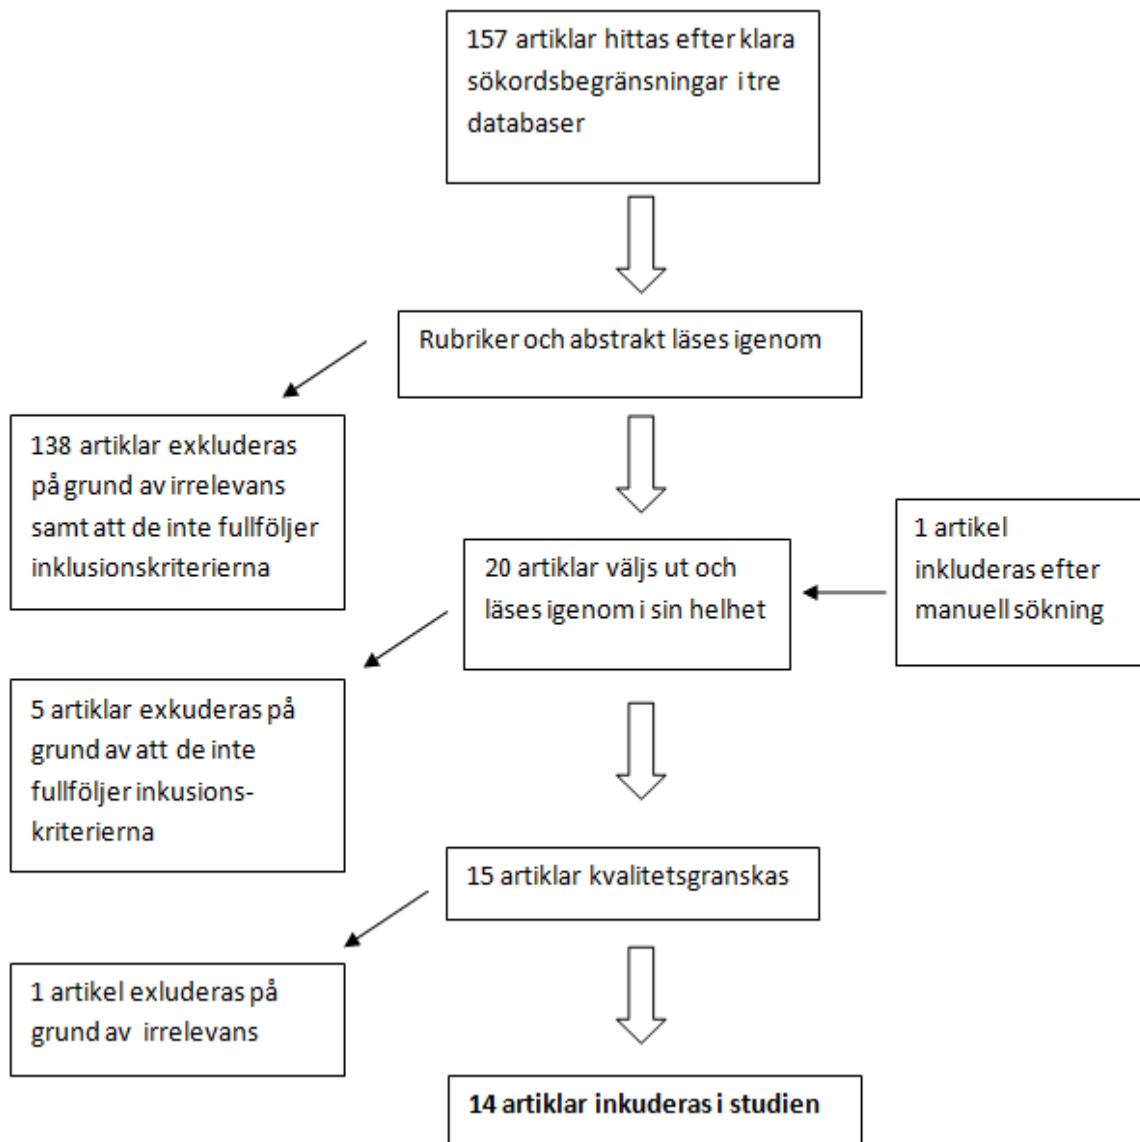 157 artiklar hittas efter klara
sökordsbegränsningar i tre
databaser
Rubriker och abstrakt läses igenom
138 artiklar exkluderas
på grund av irrelevans
samt att de inte fullföljer
inklusionskriterierna
20 artiklar väljs ut och
läses igenom i sin helhet
1 artikel
inkluderas efter
manuell sökning
5 artiklar exkuderas på
grund av att de inte
fullföljer inkusions-
kriterierna
15 artiklar kvalitetsgranskas
1 artikel exluderas på
grund av irrelevans
14 artiklar inkuderas i studien